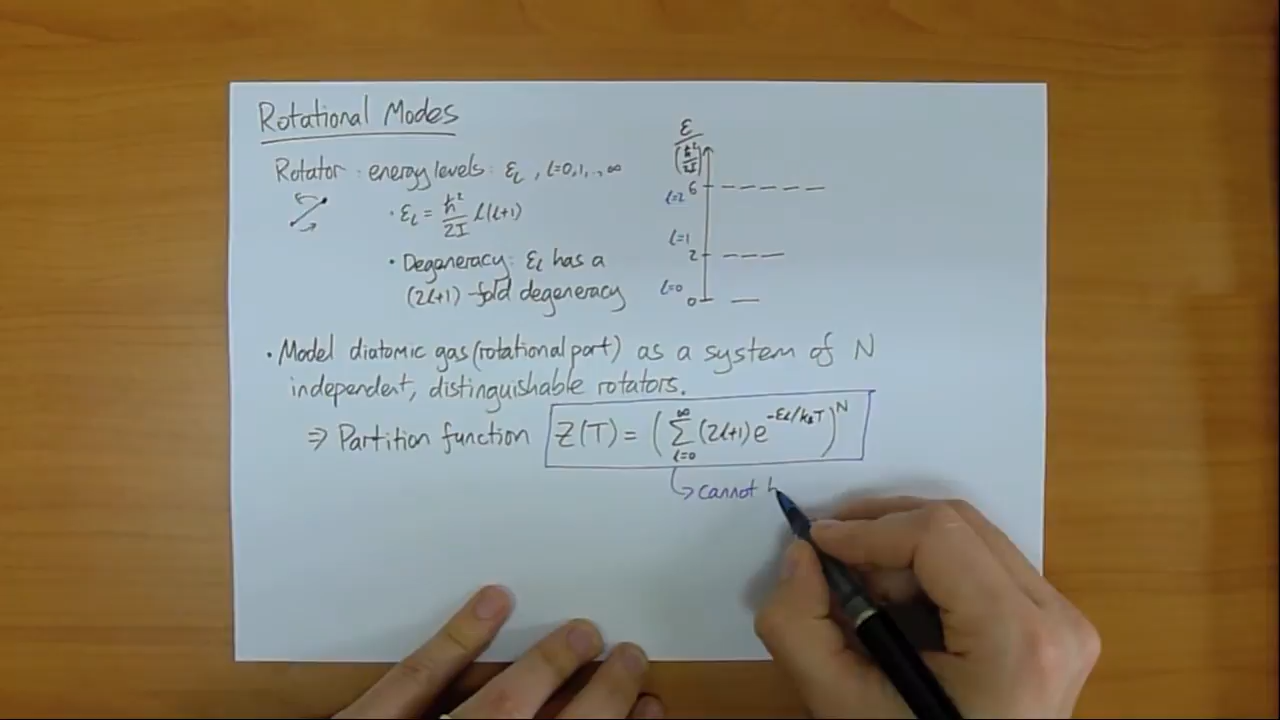 Rotational Modes
Rotator: energy levels: ε_l, l=0,1,..,∞
· ε_l = ħ²/2I l(l+1)
· Degeneracy: ε_l has a
(2l+1)-fold degeneracy
ε/(ħ²/2I)
l=2 6
l=1
2
l=0
0
· Model diatomic gas (rotational part) as a system of N
independent, distinguishable rotators.
⇒ Partition function Z(T) = (∑_{l=0}^{∞} (2l+1) e^{-ε_l/k_BT})^N
↳ cannot